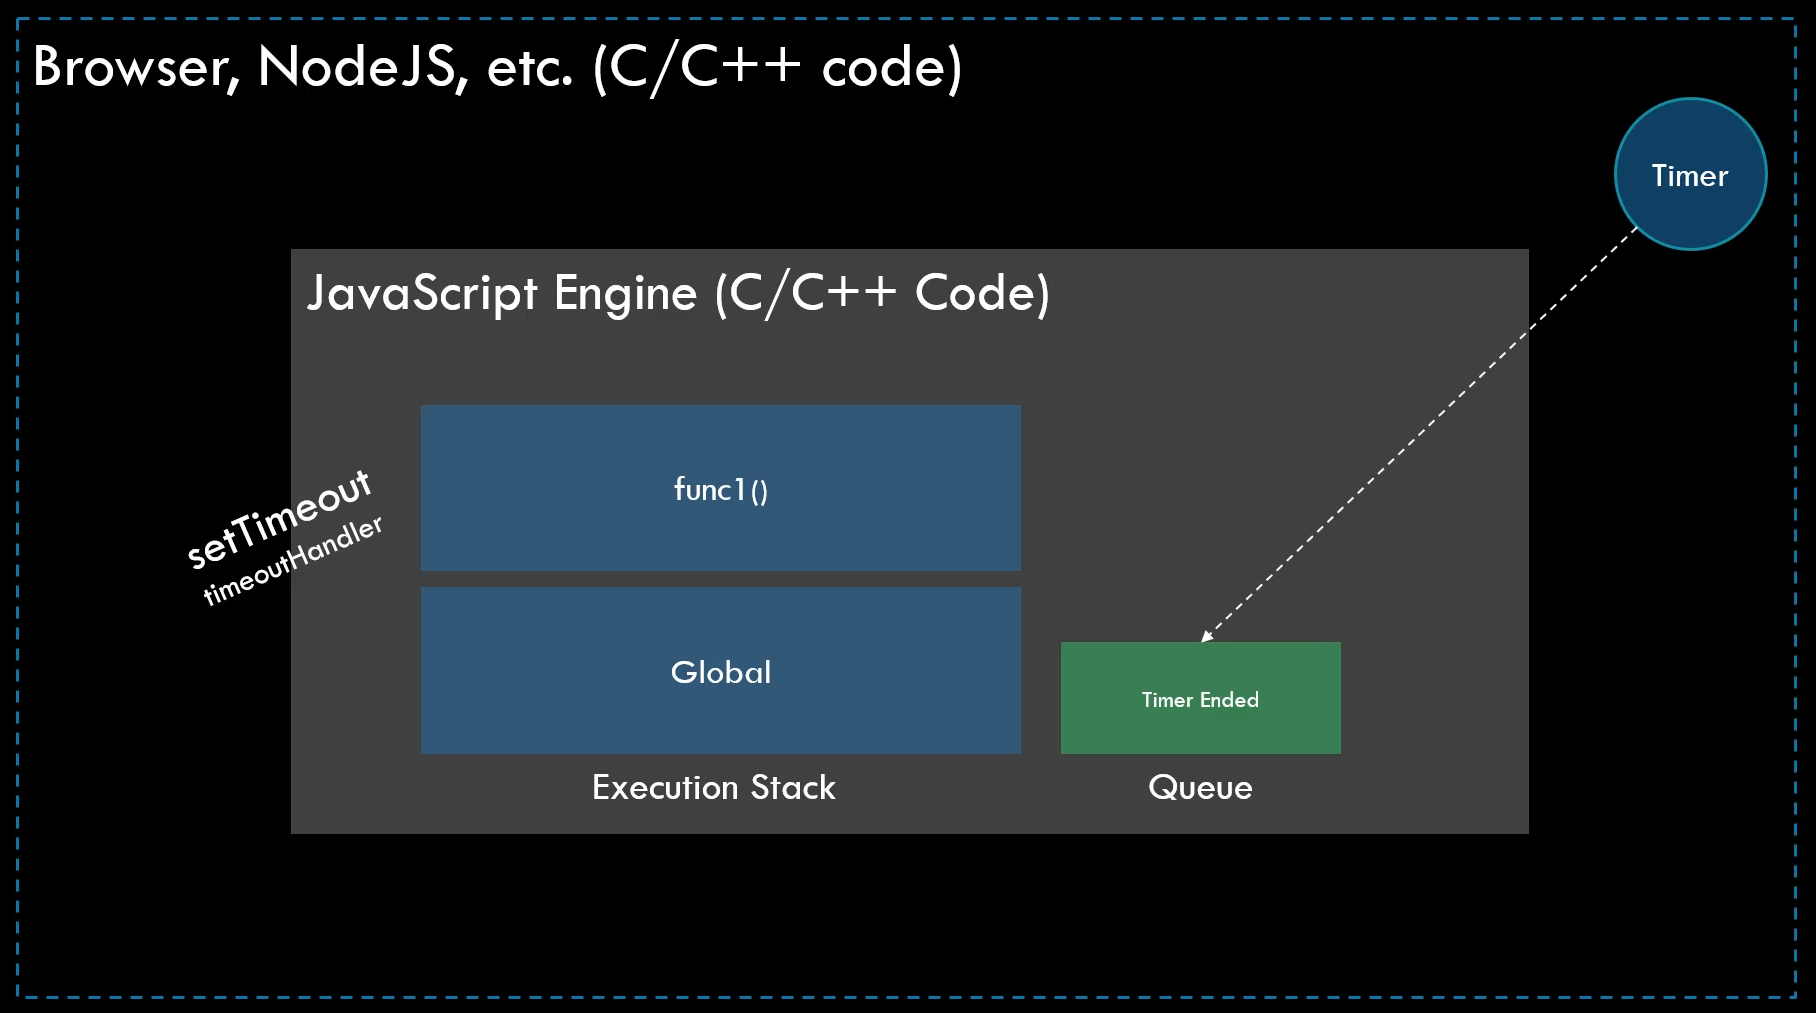 Browser, NodeJS, etc. (C/C++ code)
Timer
JavaScript Engine (C/C++ Code)
func1()
setTimeout
timeoutHandler
Global
Timer Ended
Execution Stack
Queue